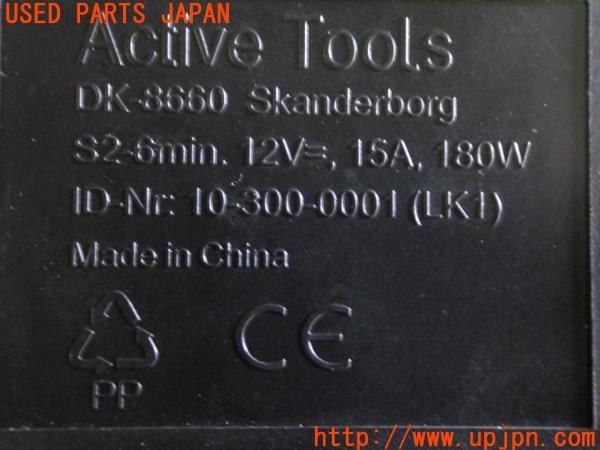 USED PARTS JAPAN
Active Tools
DK-8660 Skanderborg
S2-6min. 12V⎓, 15A, 180W
ID-Nr: 10-300-0001 (LK1)
Made in China
CE
PP
http://www.upjpn.com/